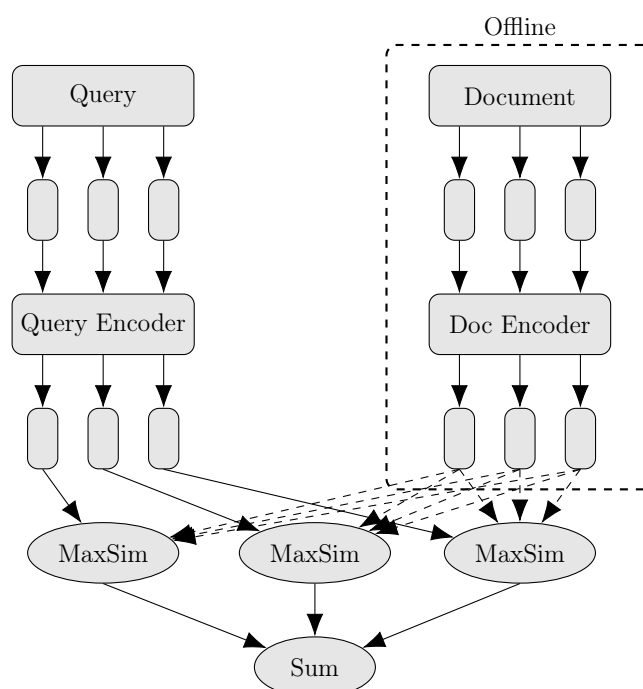 Offline
Query
Document
Query Encoder
Doc Encoder
MaxSim
MaxSim
MaxSim
Sum